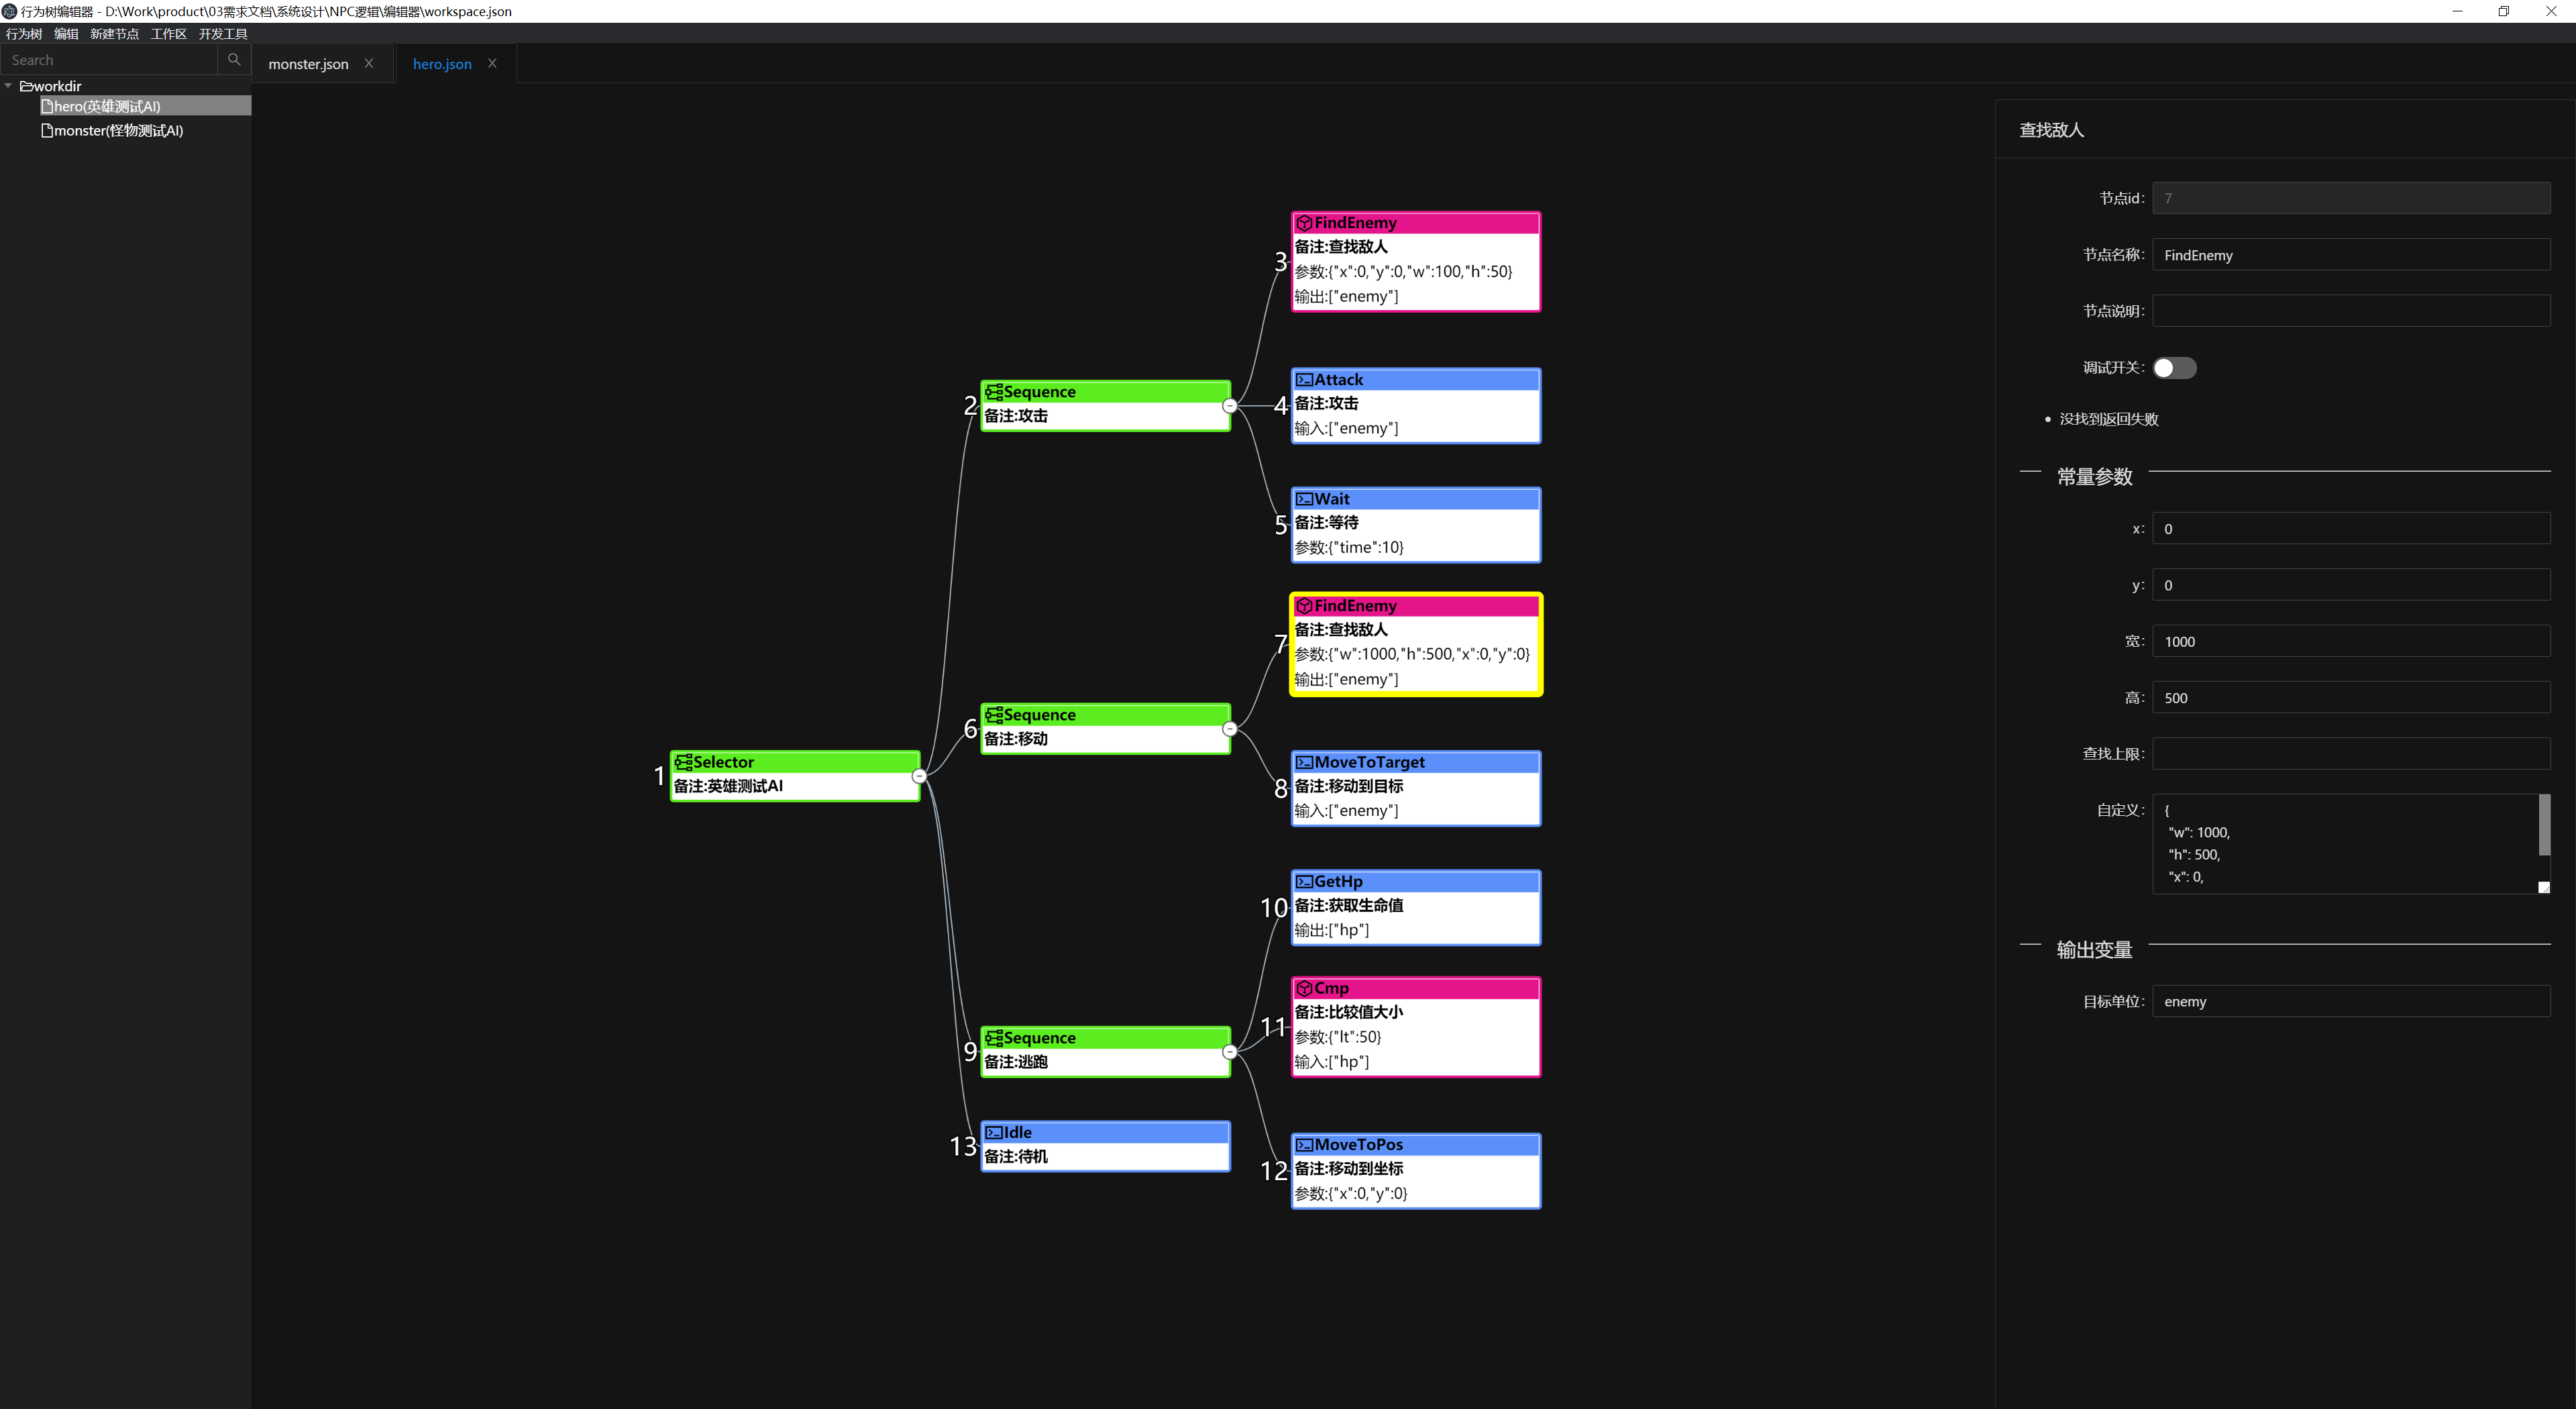 行为树编辑器 - D:\Work\product\03需求文档\系统设计\NPC逻辑\编辑器\workspace.json
行为树 编辑 新建节点 工作区 开发工具
Search
workdir
hero(英雄测试AI)
monster(怪物测试AI)
monster.json
hero.json
1
Selector
备注:英雄测试AI
2
Sequence
备注:攻击
3
FindEnemy
备注:查找敌人
参数:{"x":0,"y":0,"w":100,"h":50}
输出:["enemy"]
4
Attack
备注:攻击
输入:["enemy"]
5
Wait
备注:等待
参数:{"time":10}
6
Sequence
备注:移动
7
FindEnemy
备注:查找敌人
参数:{"w":1000,"h":500,"x":0,"y":0}
输出:["enemy"]
8
MoveToTarget
备注:移动到目标
输入:["enemy"]
9
Sequence
备注:逃跑
10
GetHp
备注:获取生命值
输出:["hp"]
11
Cmp
备注:比较值大小
参数:{"lt":50}
输入:["hp"]
12
MoveToPos
备注:移动到坐标
参数:{"x":0,"y":0}
13
Idle
备注:待机
查找敌人
节点id: 7
节点名称: FindEnemy
节点说明:
调试开关:
• 没找到返回失败
常量参数
x: 0
y: 0
宽: 1000
高: 500
查找上限:
自定义: {
"w": 1000,
"h": 500,
"x": 0,
输出变量
目标单位: enemy